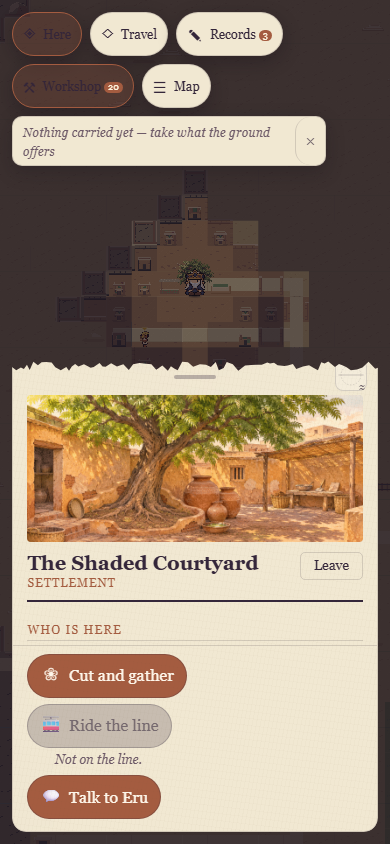 Here
Travel
Records 3
Workshop 20
Map
Nothing carried yet — take what the ground
offers
×
The Shaded Courtyard
Leave
SETTLEMENT
WHO IS HERE
Cut and gather
Ride the line
Not on the line.
Talk to Eru